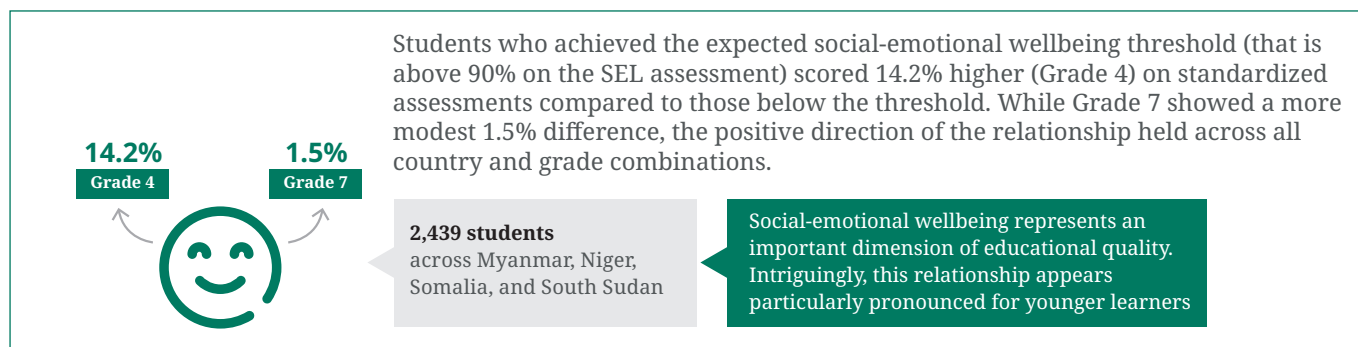 Students who achieved the expected social-emotional wellbeing threshold (that is
above 90% on the SEL assessment) scored 14.2% higher (Grade 4) on standardized
assessments compared to those below the threshold. While Grade 7 showed a more
modest 1.5% difference, the positive direction of the relationship held across all
country and grade combinations.
14.2%
Grade 4
1.5%
Grade 7
2,439 students
across Myanmar, Niger,
Somalia, and South Sudan
Social-emotional wellbeing represents an
important dimension of educational quality.
Intriguingly, this relationship appears
particularly pronounced for younger learners